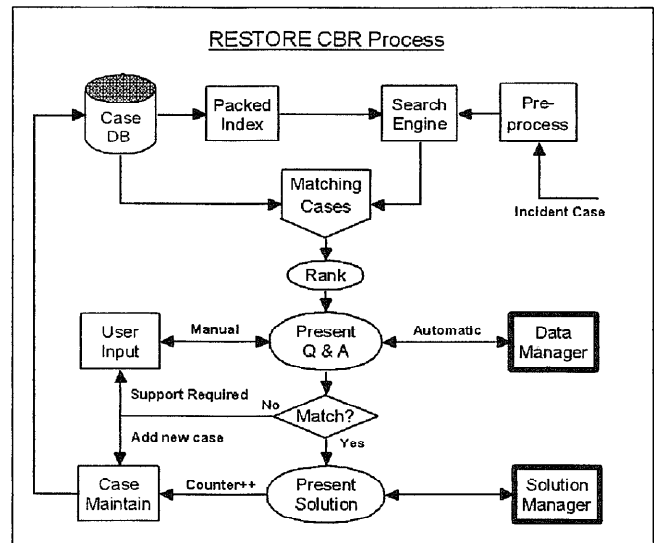 RESTORE CBR Process
Case
DB
Packed
Index
Search
Engine
Pre-
process
Matching
Cases
Incident Case
Rank
User
Input
Manual
Present
Q & A
Automatic
Data
Manager
Support Required
No
Match?
Add new case
Yes
Case
Maintain
Counter++
Present
Solution
Solution
Manager